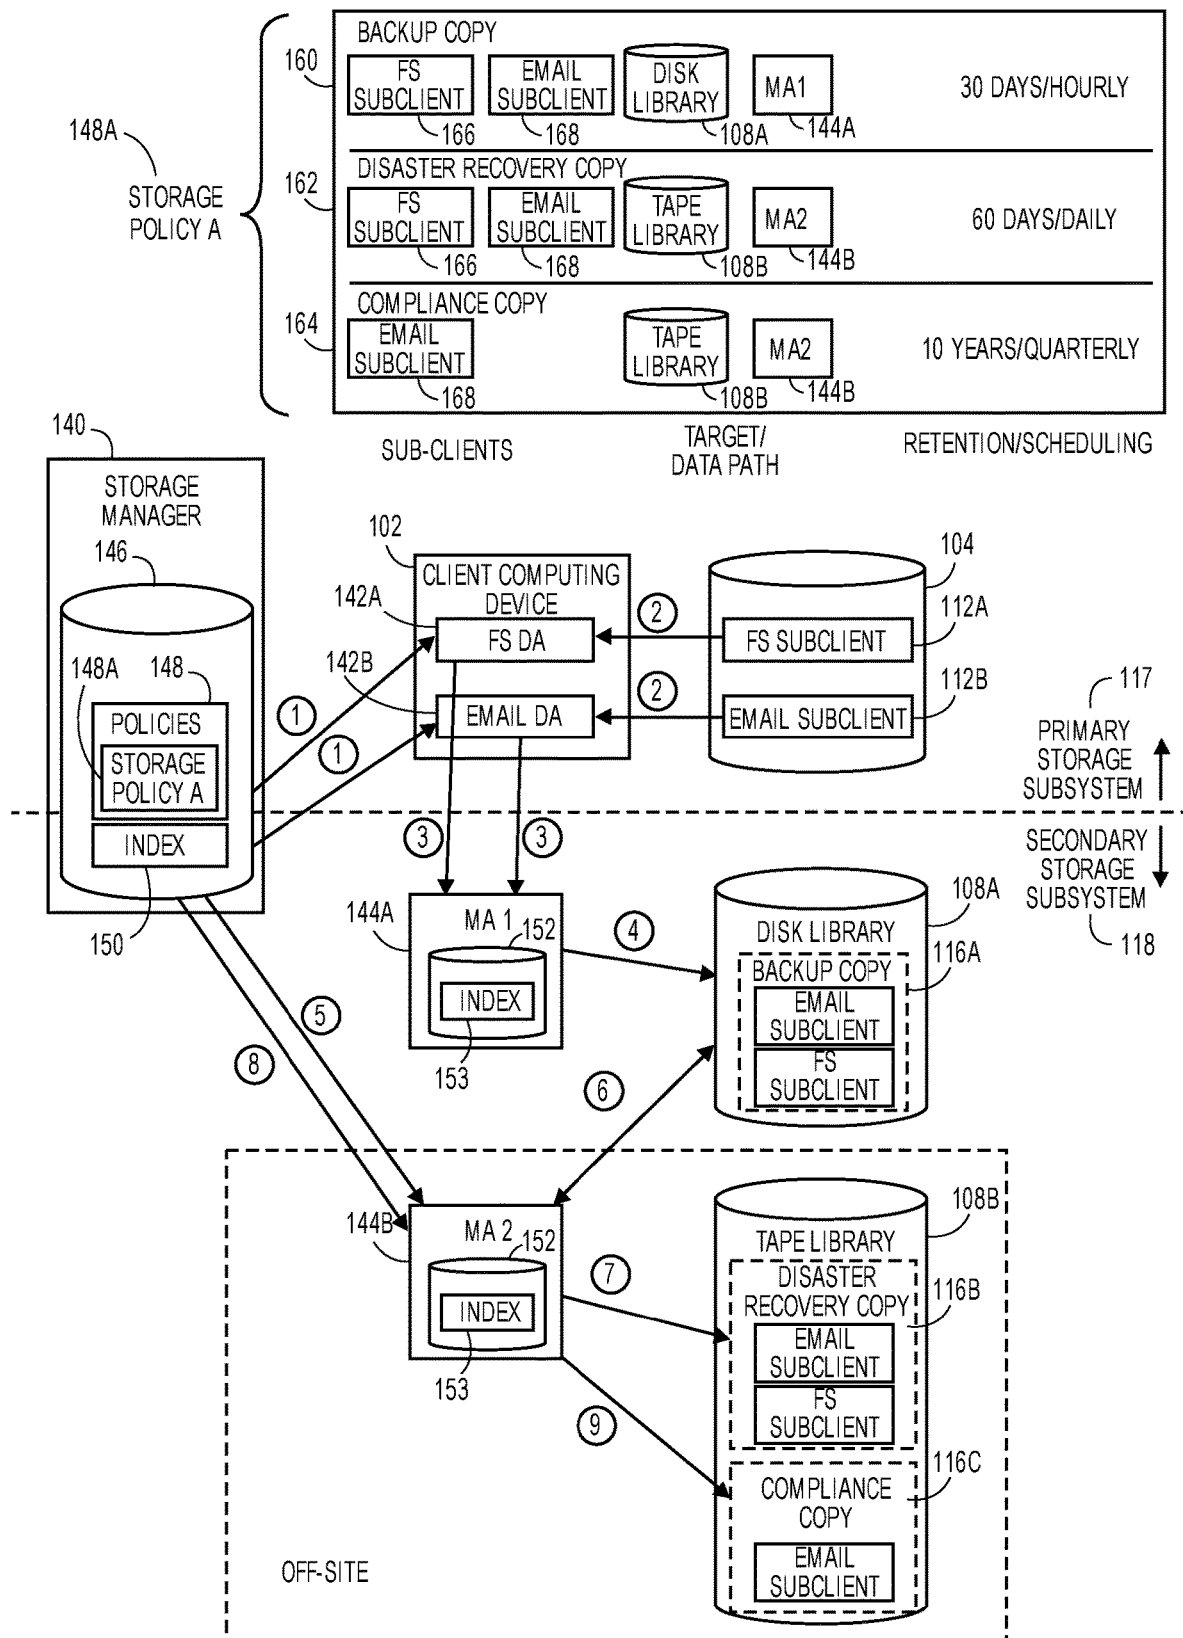 BACKUP COPY
160
FS
SUBCLIENT
166
EMAIL
SUBCLIENT
168
DISK
LIBRARY
108A
MA1
144A
30 DAYS/HOURLY
148A
STORAGE
POLICY A
DISASTER RECOVERY COPY
162
FS
SUBCLIENT
166
EMAIL
SUBCLIENT
168
TAPE
LIBRARY
108B
MA2
144B
60 DAYS/DAILY
COMPLIANCE COPY
164
EMAIL
SUBCLIENT
168
TAPE
LIBRARY
108B
MA2
144B
10 YEARS/QUARTERLY
SUB-CLIENTS
TARGET/
DATA PATH
RETENTION/SCHEDULING
140
STORAGE
MANAGER
146
148A
148
POLICIES
STORAGE
POLICY A
INDEX
150
1
1
102
CLIENT COMPUTING
DEVICE
142A
FS DA
142B
EMAIL DA
2
2
104
112A
FS SUBCLIENT
112B
EMAIL SUBCLIENT
117
PRIMARY
STORAGE
SUBSYSTEM
SECONDARY
STORAGE
SUBSYSTEM
118
3
3
144A
MA 1
152
INDEX
153
4
108A
DISK LIBRARY
116A
BACKUP COPY
EMAIL
SUBCLIENT
FS
SUBCLIENT
5
8
6
144B
MA 2
152
INDEX
153
7
9
108B
TAPE LIBRARY
DISASTER
RECOVERY COPY
116B
EMAIL
SUBCLIENT
FS
SUBCLIENT
116C
COMPLIANCE
COPY
EMAIL
SUBCLIENT
OFF-SITE